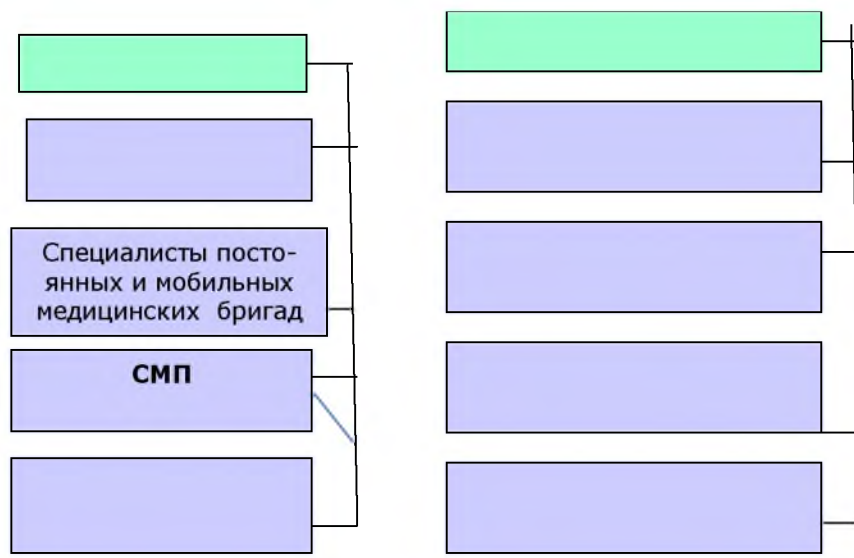 Специалисты посто-
янных и мобильных
медицинских бригад
СМП